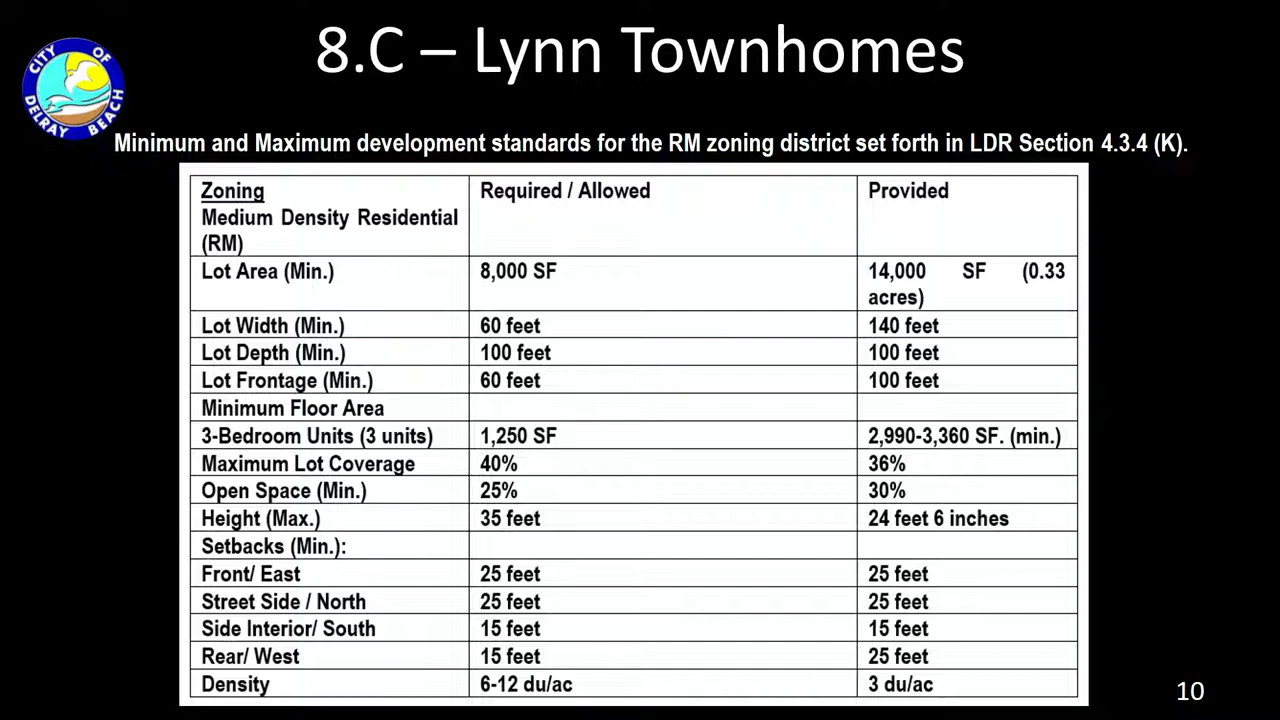 8.C – Lynn Townhomes
CITY OF
DELRAY BEACH
Minimum and Maximum development standards for the RM zoning district set forth in LDR Section 4.3.4 (K).
Zoning Required / Allowed Provided
Medium Density Residential
(RM)
Lot Area (Min.) 8,000 SF 14,000 SF (0.33
acres)
Lot Width (Min.) 60 feet 140 feet
Lot Depth (Min.) 100 feet 100 feet
Lot Frontage (Min.) 60 feet 100 feet
Minimum Floor Area
3-Bedroom Units (3 units) 1,250 SF 2,990-3,360 SF. (min.)
Maximum Lot Coverage 40% 36%
Open Space (Min.) 25% 30%
Height (Max.) 35 feet 24 feet 6 inches
Setbacks (Min.):
Front/ East 25 feet 25 feet
Street Side / North 25 feet 25 feet
Side Interior/ South 15 feet 15 feet
Rear/ West 15 feet 25 feet
Density 6-12 du/ac 3 du/ac
10